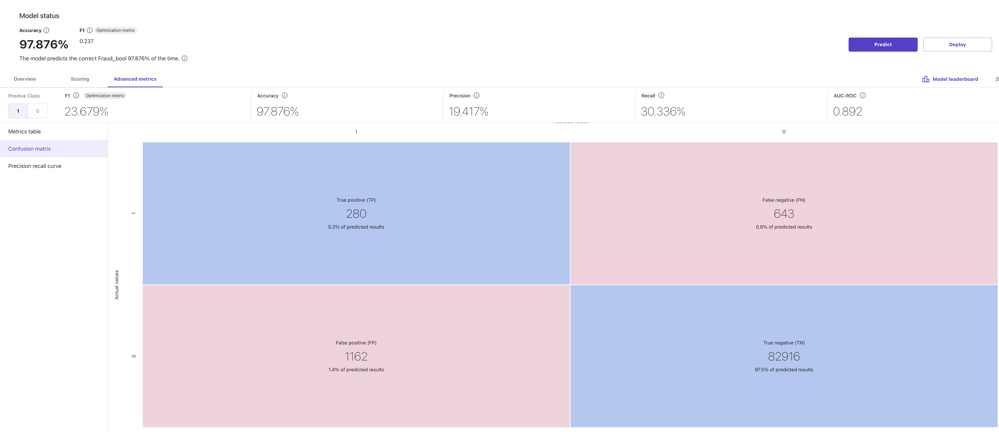 Model status
Accuracy F1 Optimization metric
97.876% 0.237
Predict Deploy
The model predicts the correct Fraud_bool 97.876% of the time.
Overview Scoring Advanced metrics Model leaderboard
Positive Class F1 Optimization metric Accuracy Precision Recall AUC-ROC
1 0 23.679% 97.876% 19.417% 30.336% 0.892
Predicted values
Metrics table
Confusion matrix
Precision recall curve
1 0
Actual values
1
True positive (TP)
280
0.3% of predicted results
False negative (FN)
643
0.8% of predicted results
0
False positive (FP)
1162
1.4% of predicted results
True negative (TN)
82916
97.5% of predicted results